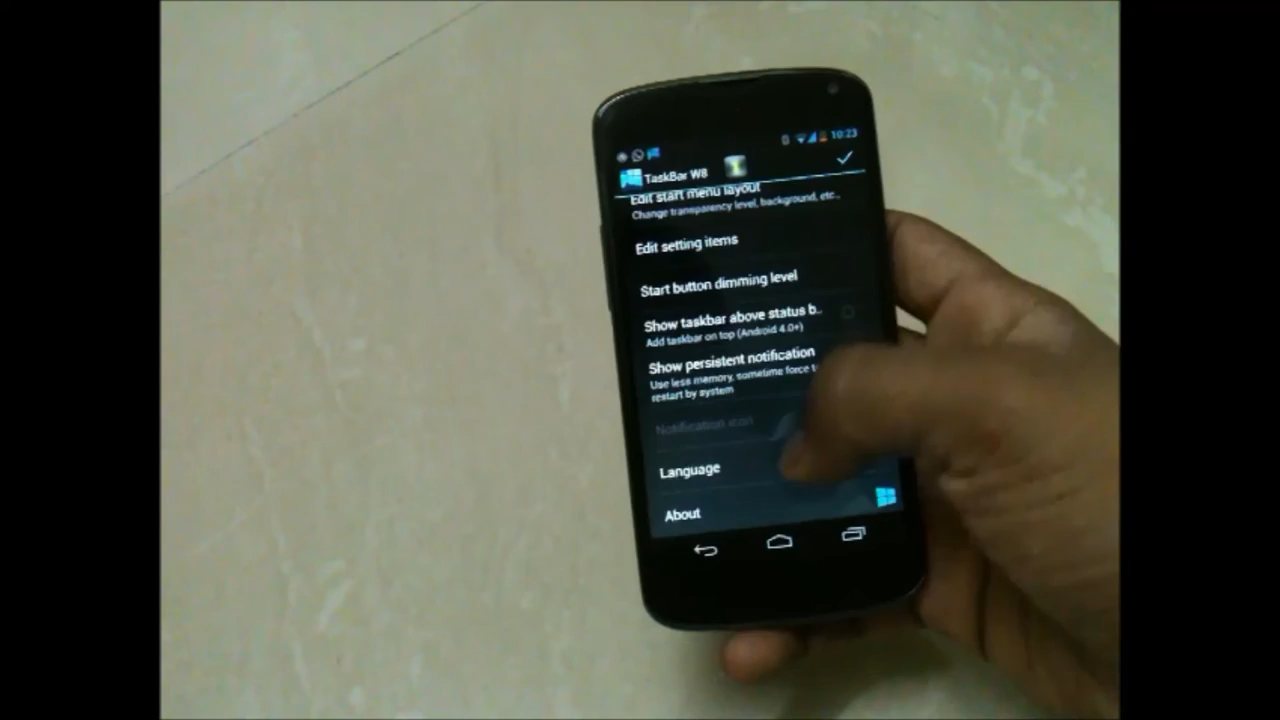 10:23
TaskBar W8
Edit start menu layout
Change transparency level, background, etc..
Edit setting items
Start button dimming level
Show taskbar above status b..
Add taskbar on top (Android 4.0+)
Show persistent notification
Use less memory, sometime force
restart by system
Notification icon
Language
About